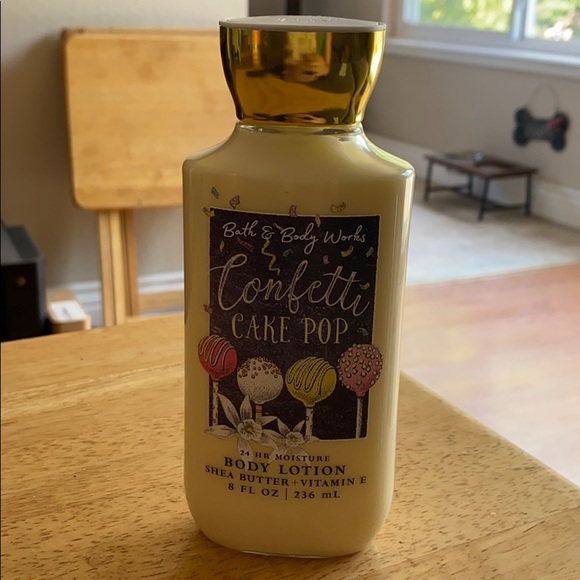 Bath & Body Works
Confetti
CAKE POP
24 HR MOISTURE
BODY LOTION
SHEA BUTTER+VITAMIN E
8 FL OZ | 236 mL